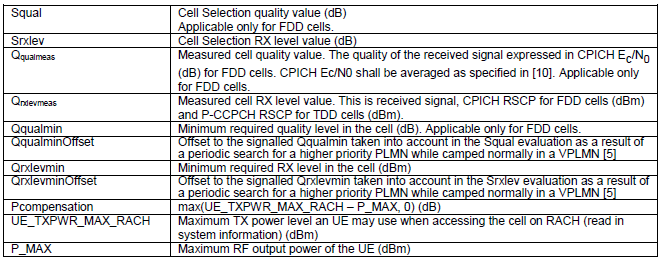 Squal Cell Selection quality value (dB)
Applicable only for FDD cells.
Srxlev Cell Selection RX level value (dB)
Qqualmeas Measured cell quality value. The quality of the received signal expressed in CPICH Ec/N0
(dB) for FDD cells. CPICH Ec/N0 shall be averaged as specified in [10]. Applicable only
for FDD cells.
Qrxlevmeas Measured cell RX level value. This is received signal, CPICH RSCP for FDD cells (dBm)
and P-CCPCH RSCP for TDD cells (dBm).
Qqualmin Minimum required quality level in the cell (dB). Applicable only for FDD cells.
QqualminOffset Offset to the signalled Qqualmin taken into account in the Squal evaluation as a result of
a periodic search for a higher priority PLMN while camped normally in a VPLMN [5]
Qrxlevmin Minimum required RX level in the cell (dBm)
QrxlevminOffset Offset to the signalled Qrxlevmin taken into account in the Srxlev evaluation as a result of
a periodic search for a higher priority PLMN while camped normally in a VPLMN [5]
Pcompensation max(UE_TXPWR_MAX_RACH – P_MAX, 0) (dB)
UE_TXPWR_MAX_RACH Maximum TX power level an UE may use when accessing the cell on RACH (read in
system information) (dBm)
P_MAX Maximum RF output power of the UE (dBm)